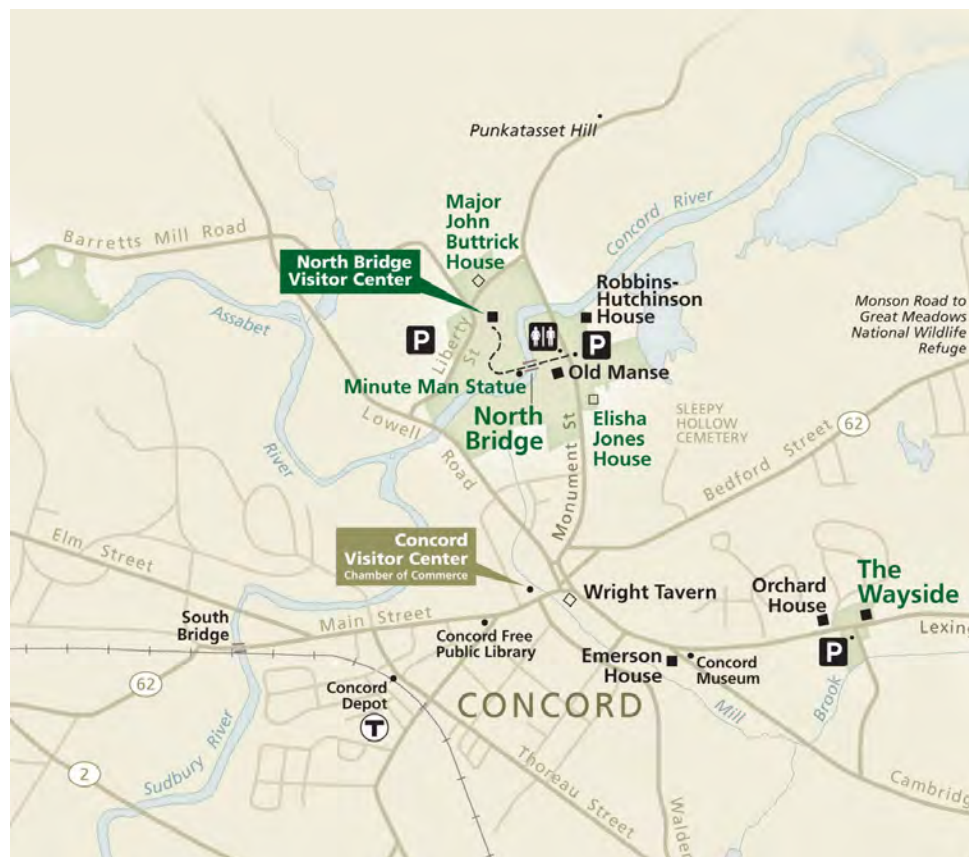 Punkatasset Hill
Concord River
Major
John
Buttrick
House
Barretts Mill Road
North Bridge
Visitor Center
Robbins-
Hutchinson
House
Monson Road to
Great Meadows
National Wildlife
Refuge
Assabet
River
P
Liberty
St
P
Minute Man Statue
Old Manse
North
Bridge
Elisha
Jones
House
SLEEPY
HOLLOW
CEMETERY
62
Lowell
Road
Monument St
Bedford Street
Elm Street
Concord
Visitor Center
Chamber of Commerce
Wright Tavern
Orchard
House
The
Wayside
Main Street
South
Bridge
Concord Free
Public Library
Lexing
P
Emerson
House
Concord
Museum
62
Concord
Depot
T
CONCORD
Mill
Brook
Sudbury River
2
Thoreau Street
Walden
Cambridg